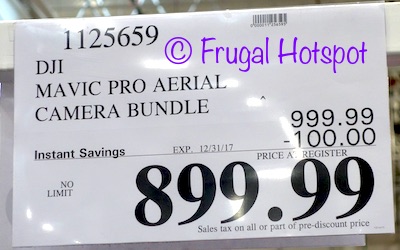 1125659
© Frugal Hotspot
DJI
MAVIC PRO AERIAL
CAMERA BUNDLE
999.99
-100.00
Instant Savings
EXP. 12/31/17
PRICE AT REGISTER
NO
LIMIT
899.99
Sales tax on all or part of pre-discount price